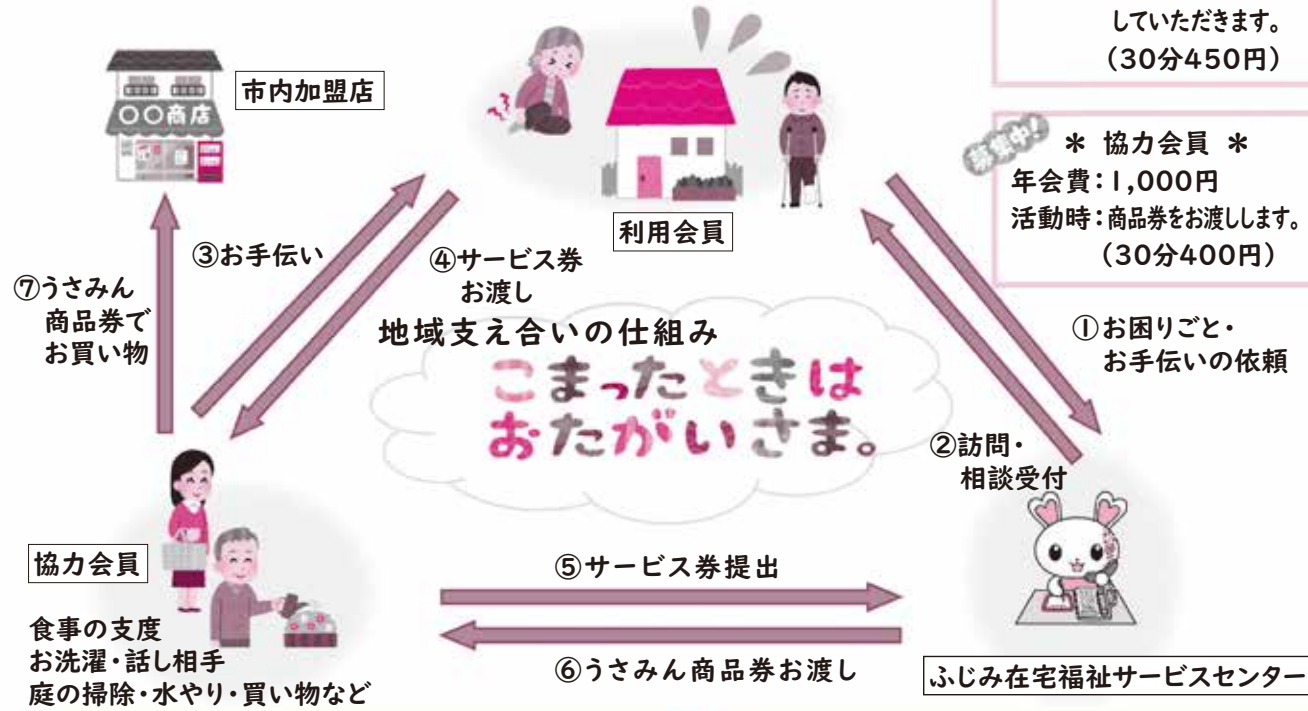 していただきます。
(30分450円)
市内加盟店
〇〇商店
募集中!
* 協力会員 *
年会費:1,000円
活動時:商品券をお渡しします。
(30分400円)
利用会員
③お手伝い
④サービス券
お渡し
⑦うさみん
商品券で
お買い物
①お困りごと・
お手伝いの依頼
地域支え合いの仕組み
こまったときは
おたがいさま。
②訪問・
相談受付
協力会員
食事の支度
お洗濯・話し相手
庭の掃除・水やり・買い物など
⑤サービス券提出
⑥うさみん商品券お渡し
ふじみ在宅福祉サービスセンター